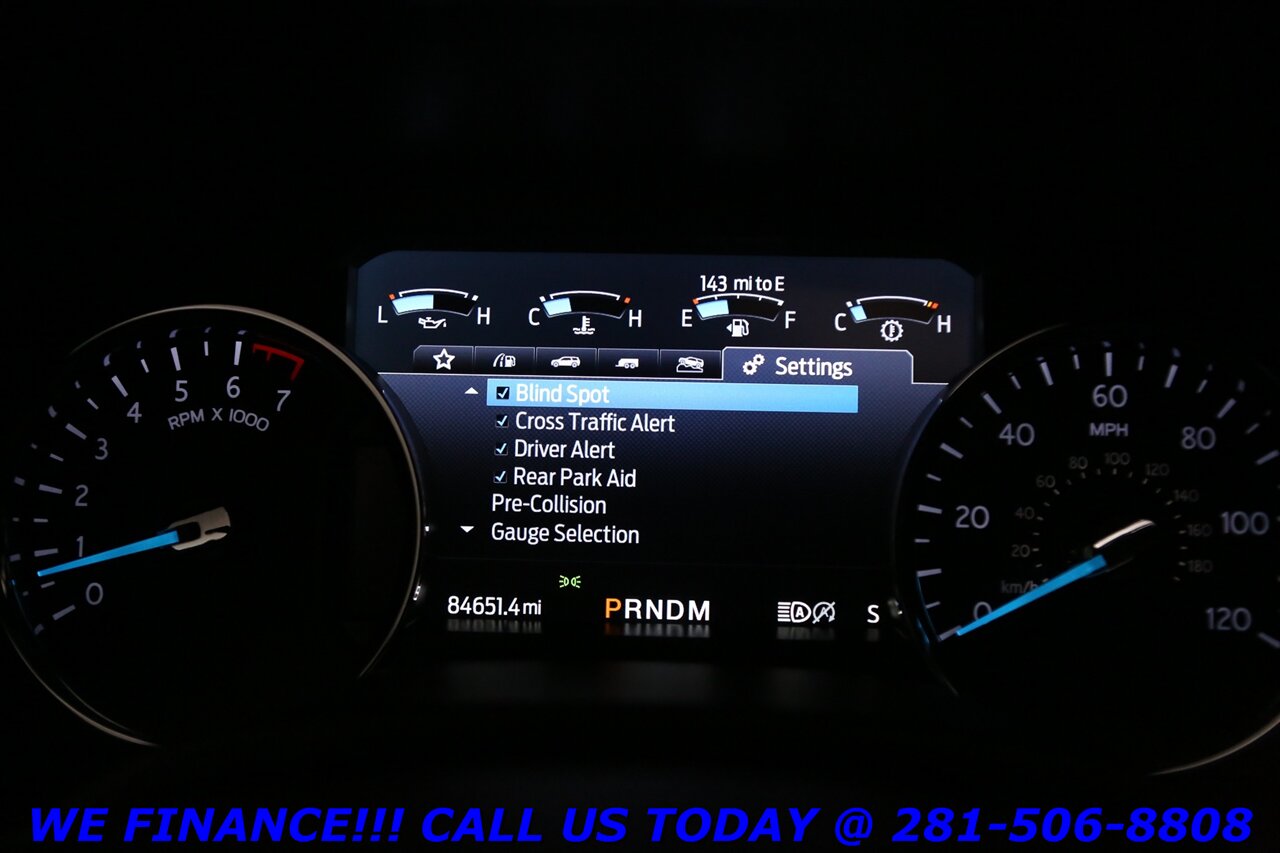 143 mi to E
L H C H E F C H
Settings
Blind Spot
Cross Traffic Alert
Driver Alert
Rear Park Aid
Pre-Collision
Gauge Selection
84651.4 mi PRNDM A S
0 1 2 3 4 5 6 7
RPM X 1000
0 20 40 60 80 100 120
MPH
20 40 60 80 100 120 140 160 180
km/h
WE FINANCE!!! CALL US TODAY @ 281-506-8808